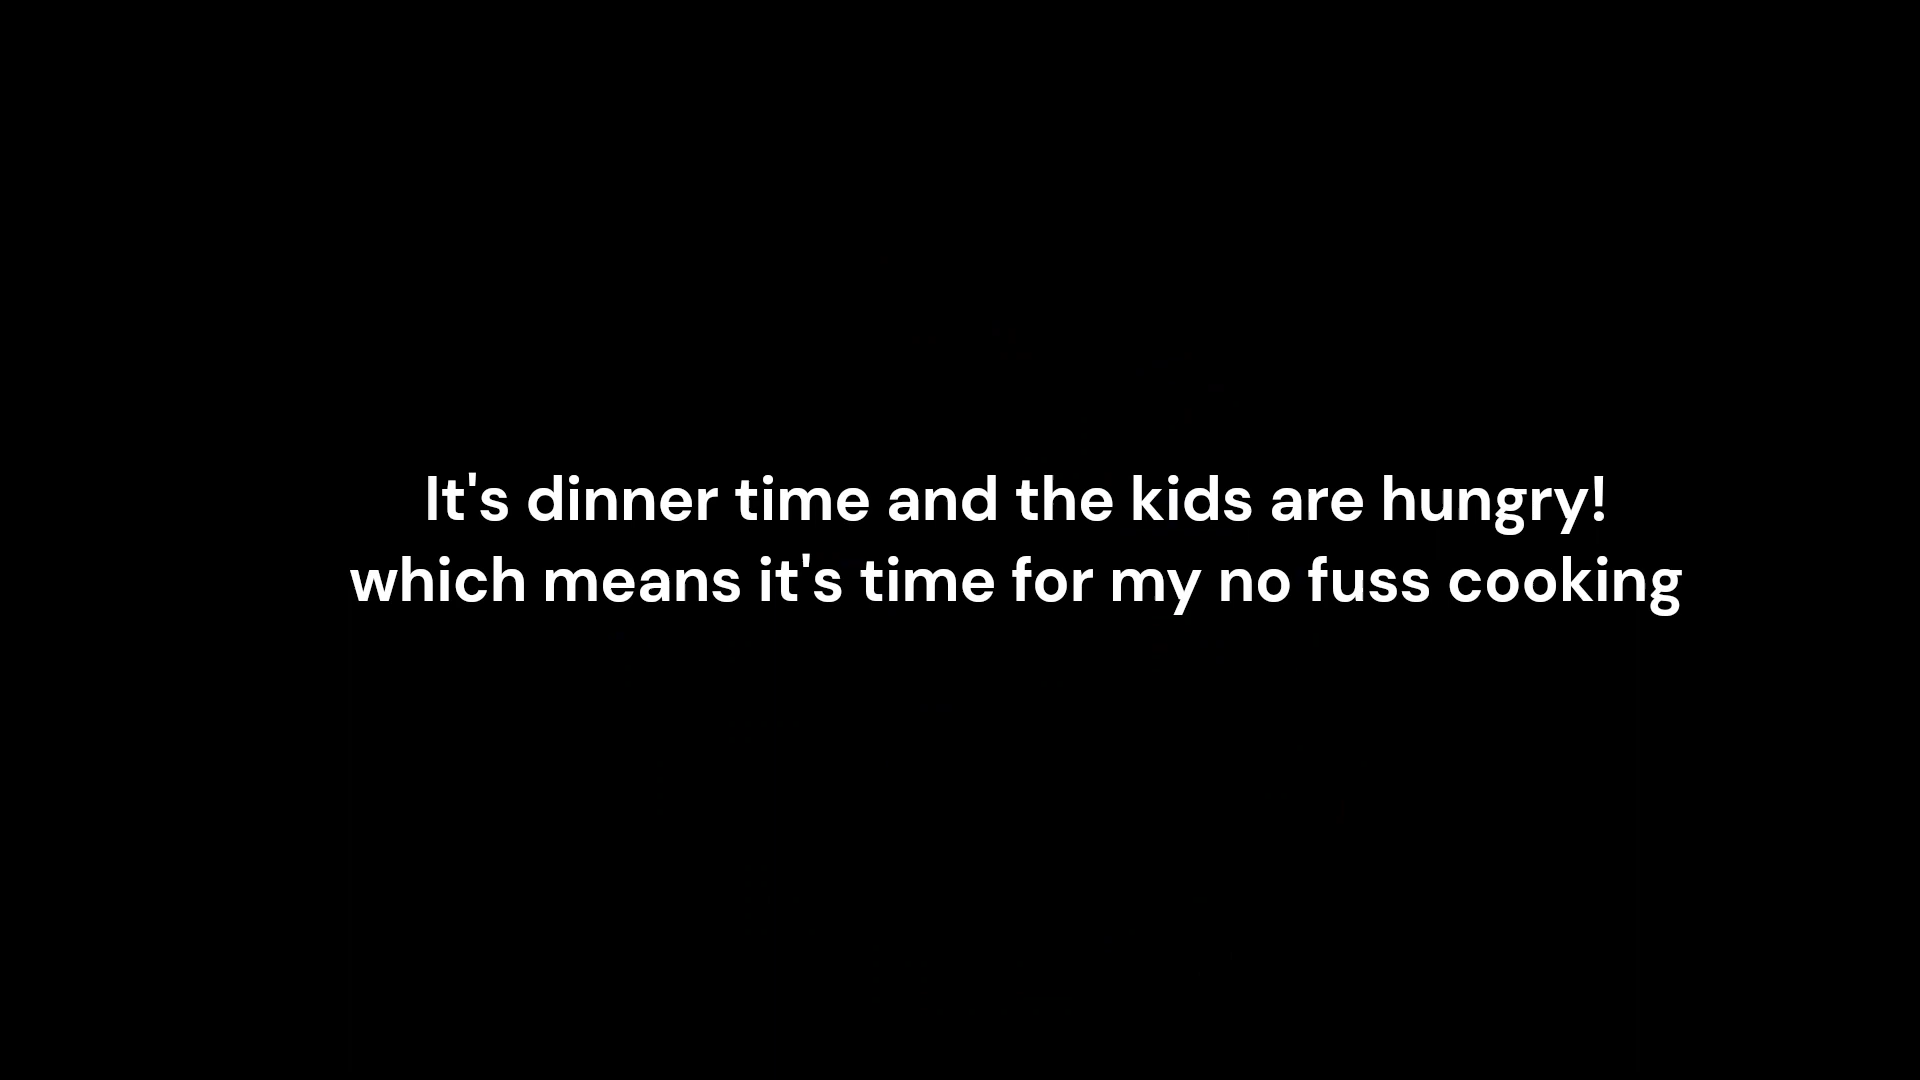 It's dinner time and the kids are hungry!
which means it's time for my no fuss cooking